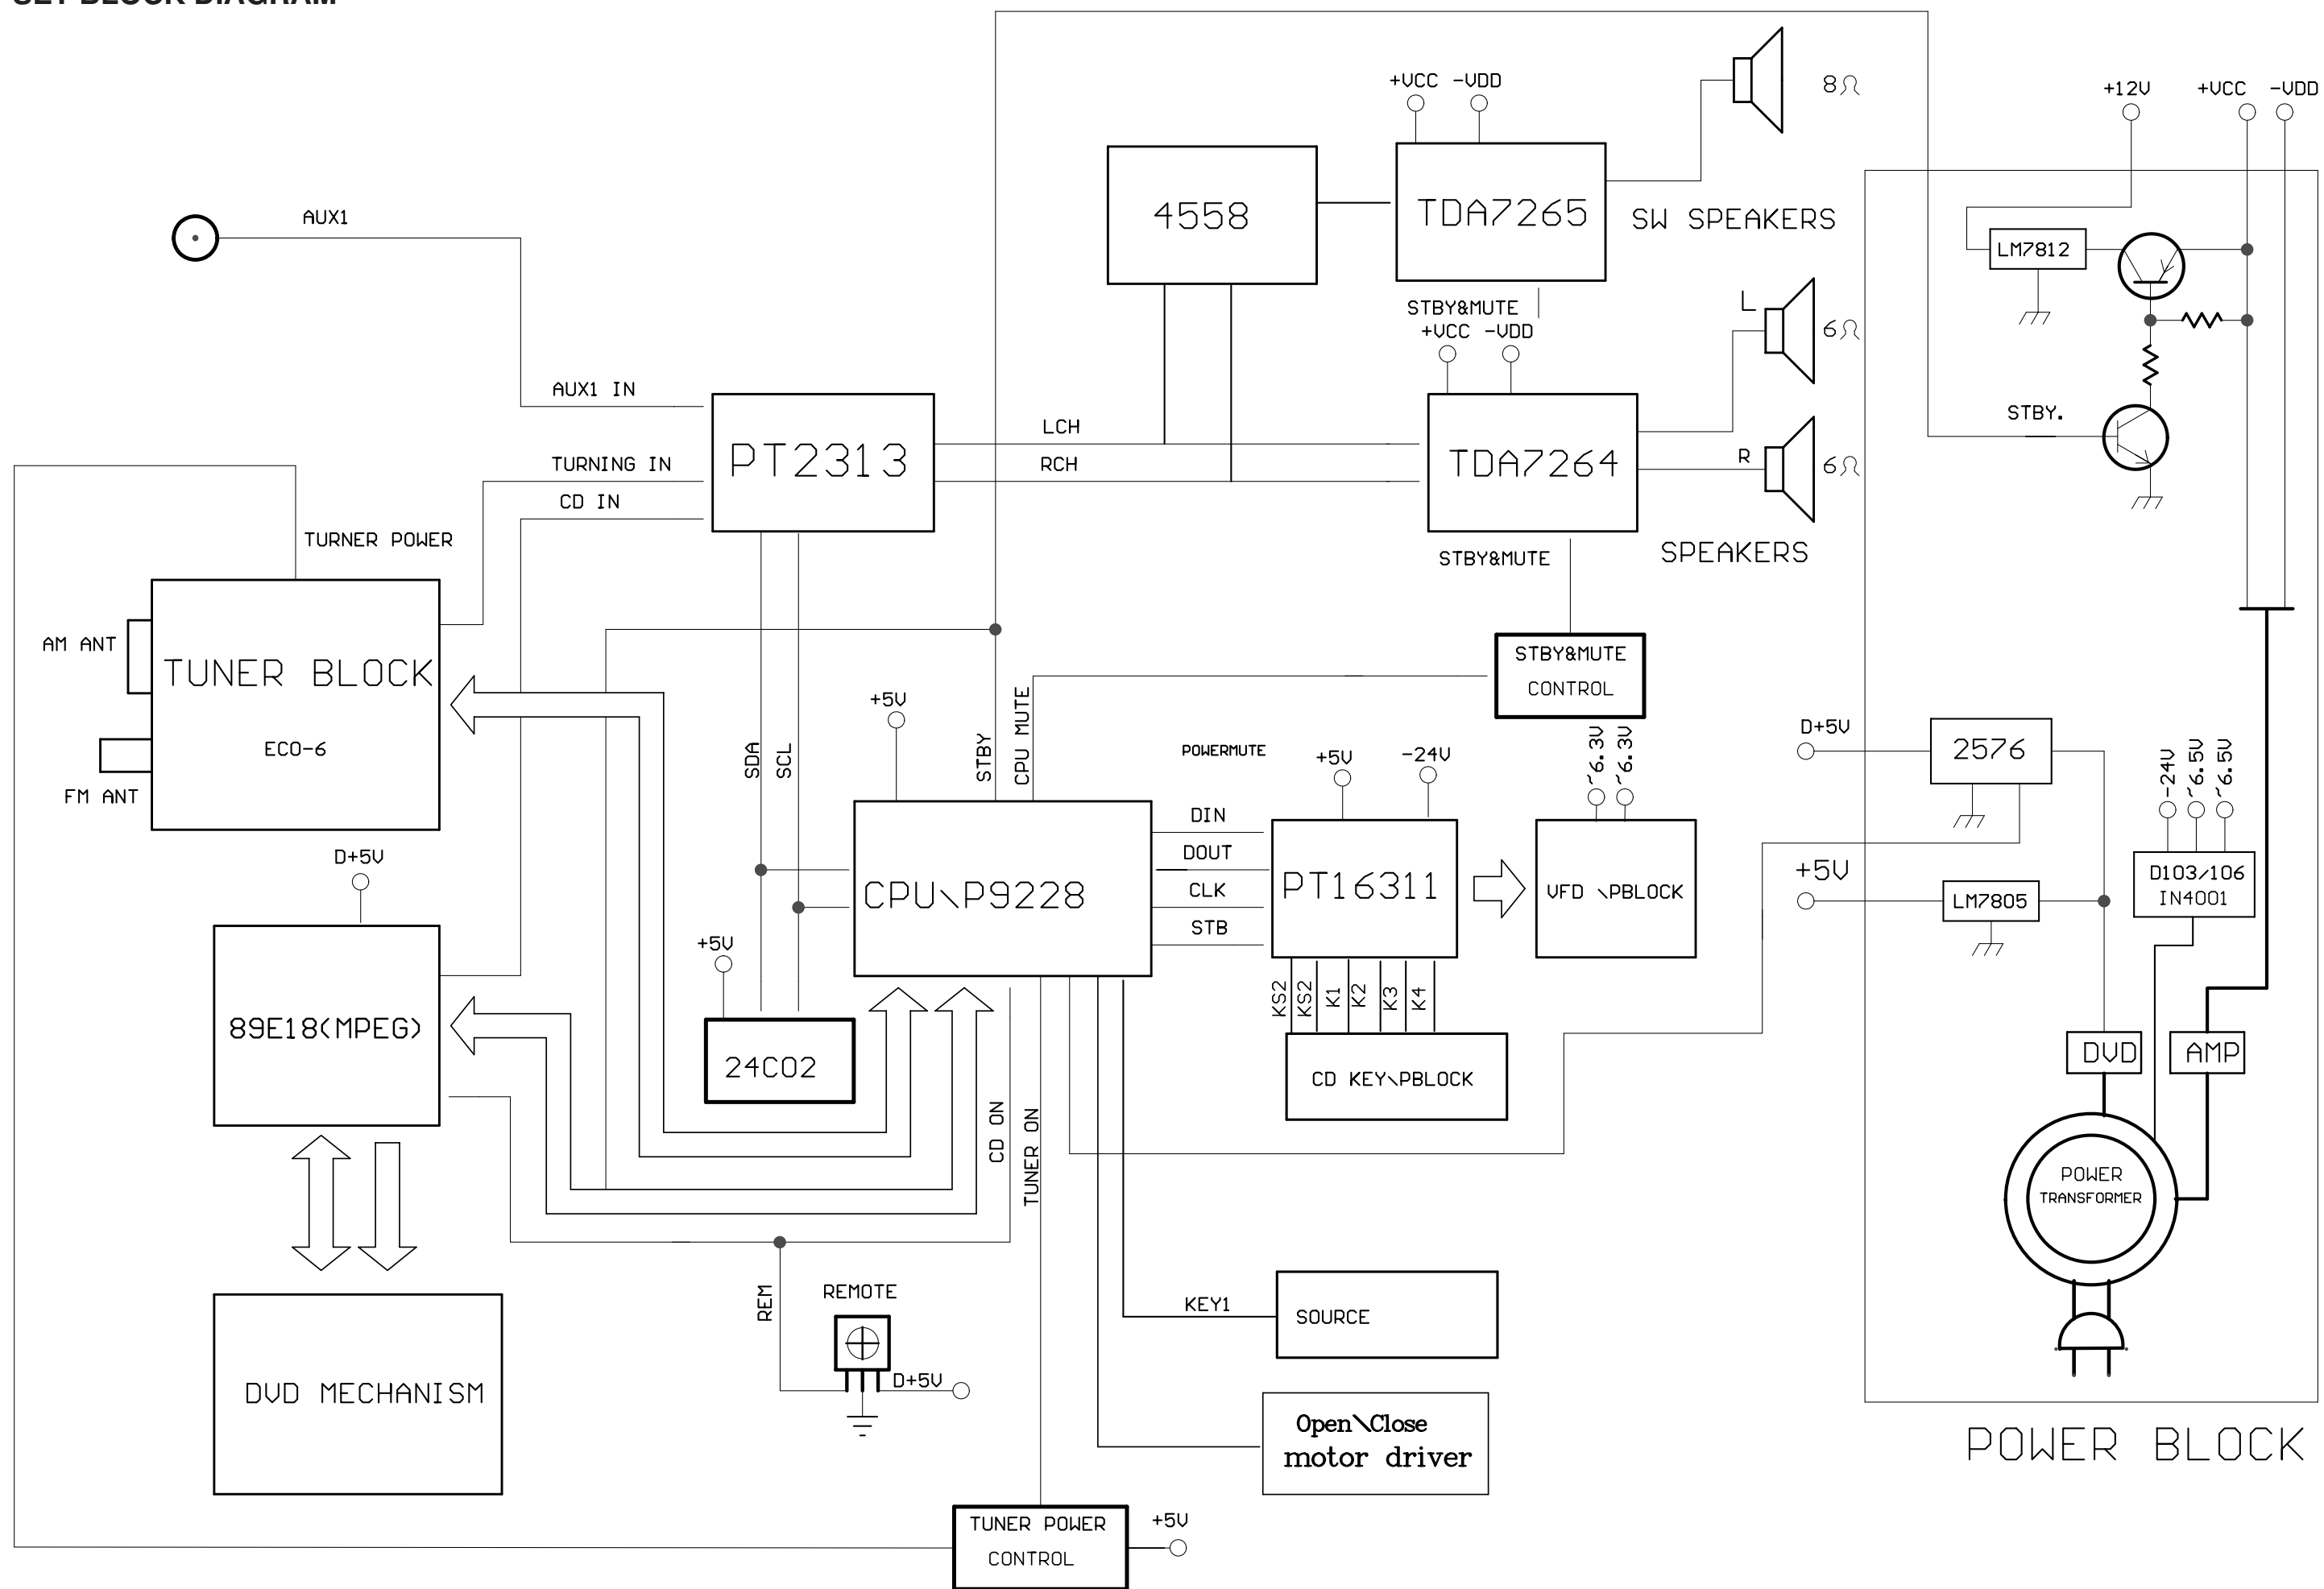 SET BLOCK DIAGRAM
+VCC -VDD
8Ω
+12V
+VCC -VDD
4558
TDA7265
SW SPEAKERS
AUX1
LM7812
STBY&MUTE
+VCC -VDD
L
6Ω
AUX1 IN
STBY.
LCH
PT2313
TURNING IN
RCH
TDA7264
R
6Ω
CD IN
TURNER POWER
STBY&MUTE
SPEAKERS
AM ANT
TUNER BLOCK
STBY&MUTE
CONTROL
+5V
SDA
SCL
STBY
CPU MUTE
POWERMUTE
+5V
-24V
~6.3V
~6.3V
D+5V
2576
-24V
~6.5V
~6.5V
ECO-6
FM ANT
DIN
D+5V
DOUT
CPU\P9228
PT16311
VFD \PBLOCK
CLK
STB
+5V
LM7805
D103/106
IN4001
+5V
KS2
KS2
K1
K2
K3
K4
89E18(MPEG)
24C02
CD KEY\PBLOCK
DVD
AMP
CD ON
TUNER ON
POWER
TRANSFORMER
REM
REMOTE
KEY1
SOURCE
D+5V
DVD MECHANISM
Open\Close
motor driver
POWER BLOCK
TUNER POWER
CONTROL
+5V